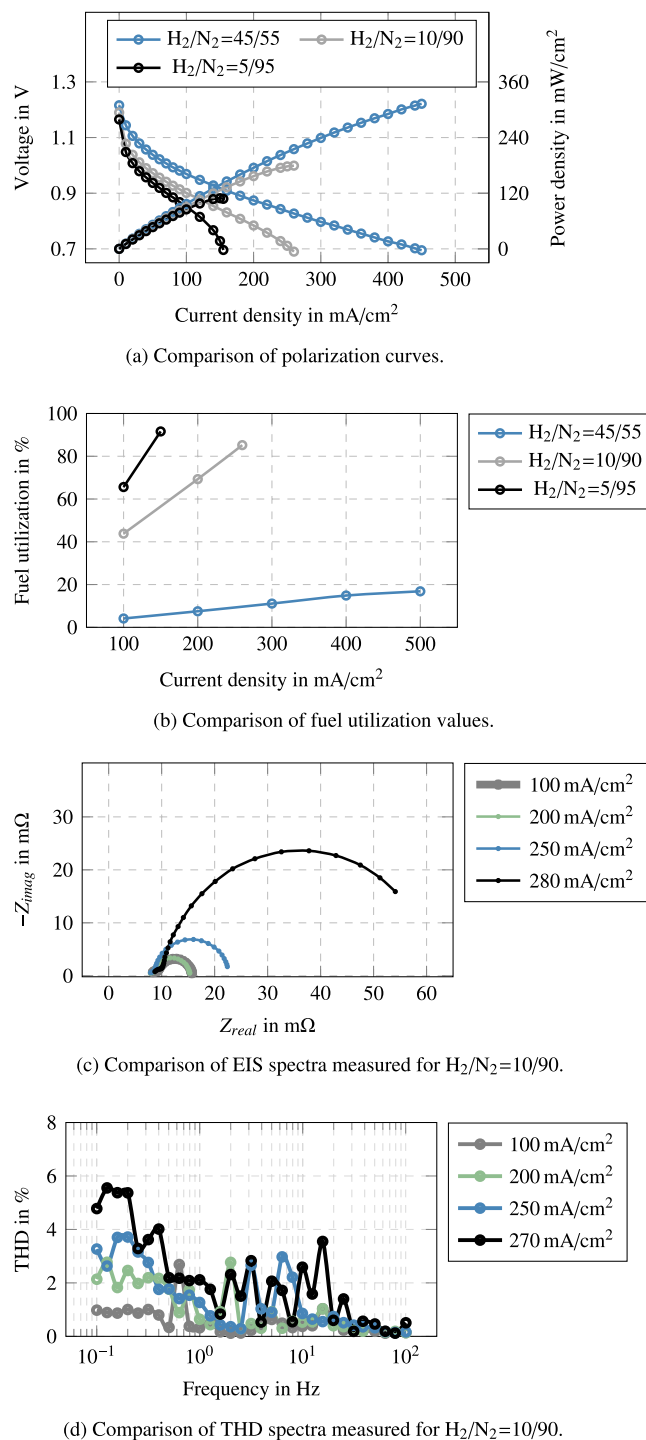 H2/N2=45/55 H2/N2=10/90
H2/N2=5/95
Voltage in V
1.3
1.1
0.9
0.7
Power density in mW/cm²
360
240
120
0
0 100 200 300 400 500
Current density in mA/cm²
(a) Comparison of polarization curves.
Fuel utilization in %
100
80
60
40
20
0
100 200 300 400 500
Current density in mA/cm²
H2/N2=45/55
H2/N2=10/90
H2/N2=5/95
(b) Comparison of fuel utilization values.
−Zimag in mΩ
30
20
10
0
0 10 20 30 40 50 60
Zreal in mΩ
100 mA/cm²
200 mA/cm²
250 mA/cm²
280 mA/cm²
(c) Comparison of EIS spectra measured for H2/N2=10/90.
THD in %
8
6
4
2
0
10⁻¹ 10⁰ 10¹ 10²
Frequency in Hz
100 mA/cm²
200 mA/cm²
250 mA/cm²
270 mA/cm²
(d) Comparison of THD spectra measured for H2/N2=10/90.